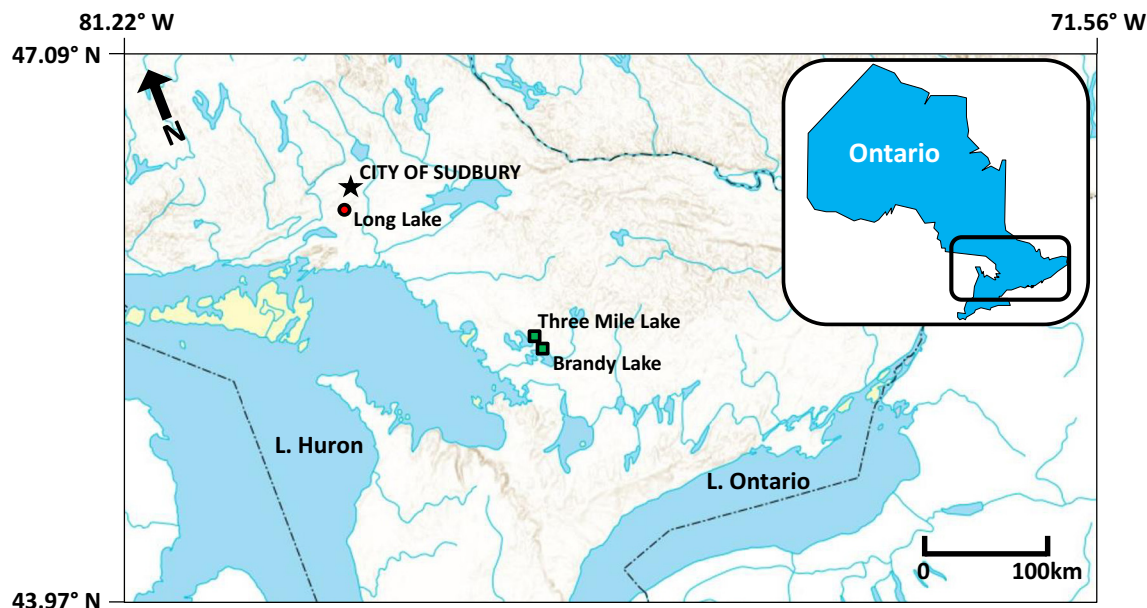 81.22° W
71.56° W
47.09° N
N
Ontario
CITY OF SUDBURY
Long Lake
Three Mile Lake
Brandy Lake
L. Huron
L. Ontario
0
100km
43.97° N